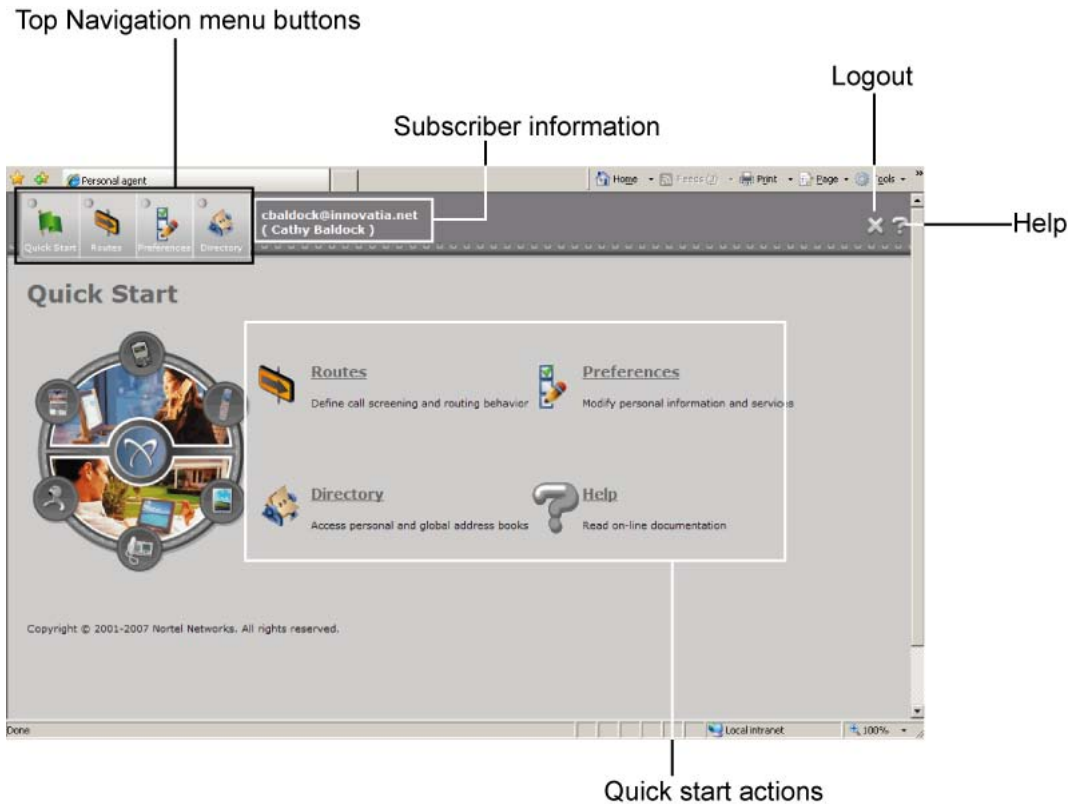 Top Navigation menu buttons
Logout
Subscriber information
Personal agent
Home Feeds (2) Print Page Tools »
Quick Start Routes Preferences Directory
cbaldock@innovatia.net
( Cathy Baldock )
Help
Quick Start
Routes
Define call screening and routing behavior
Preferences
Modify personal information and services
Directory
Access personal and global address books
Help
Read on-line documentation
Copyright © 2001-2007 Nortel Networks. All rights reserved.
Done
Local intranet
100%
Quick start actions